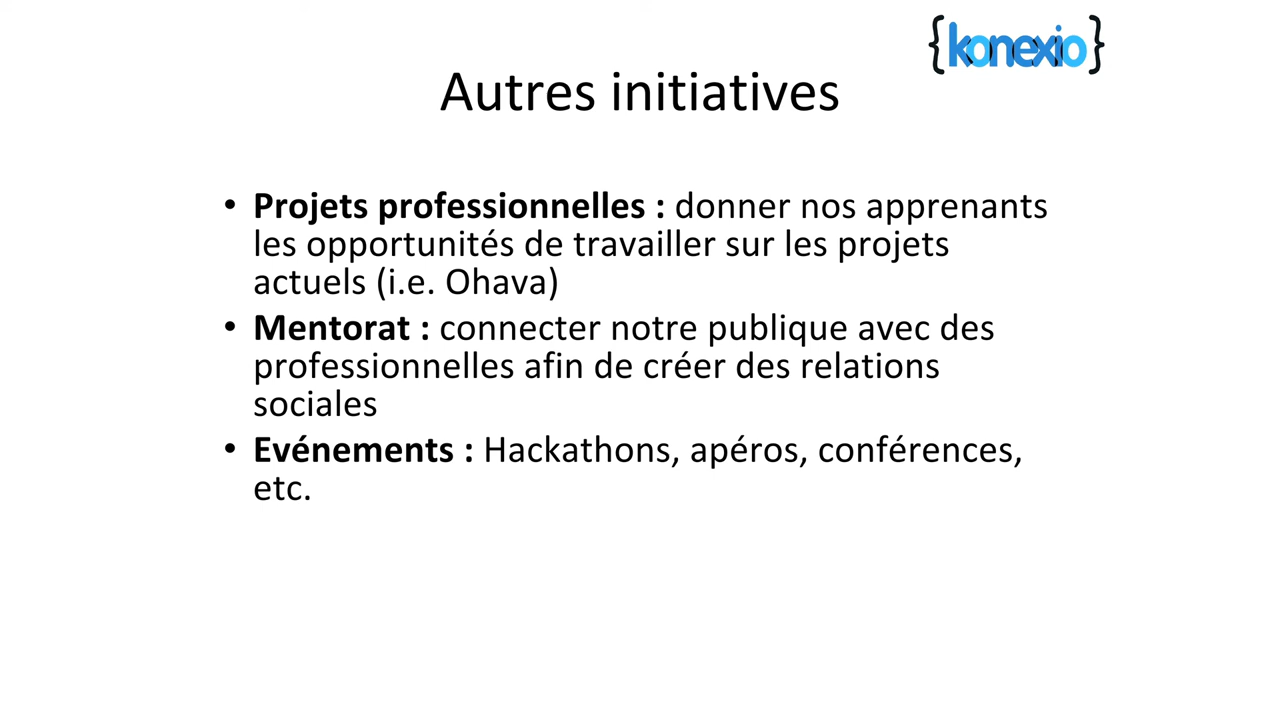 {konexio}
Autres initiatives
• Projets professionnelles : donner nos apprenants
les opportunités de travailler sur les projets
actuels (i.e. Ohava)
• Mentorat : connecter notre publique avec des
professionnelles afin de créer des relations
sociales
• Evénements : Hackathons, apéros, conférences,
etc.